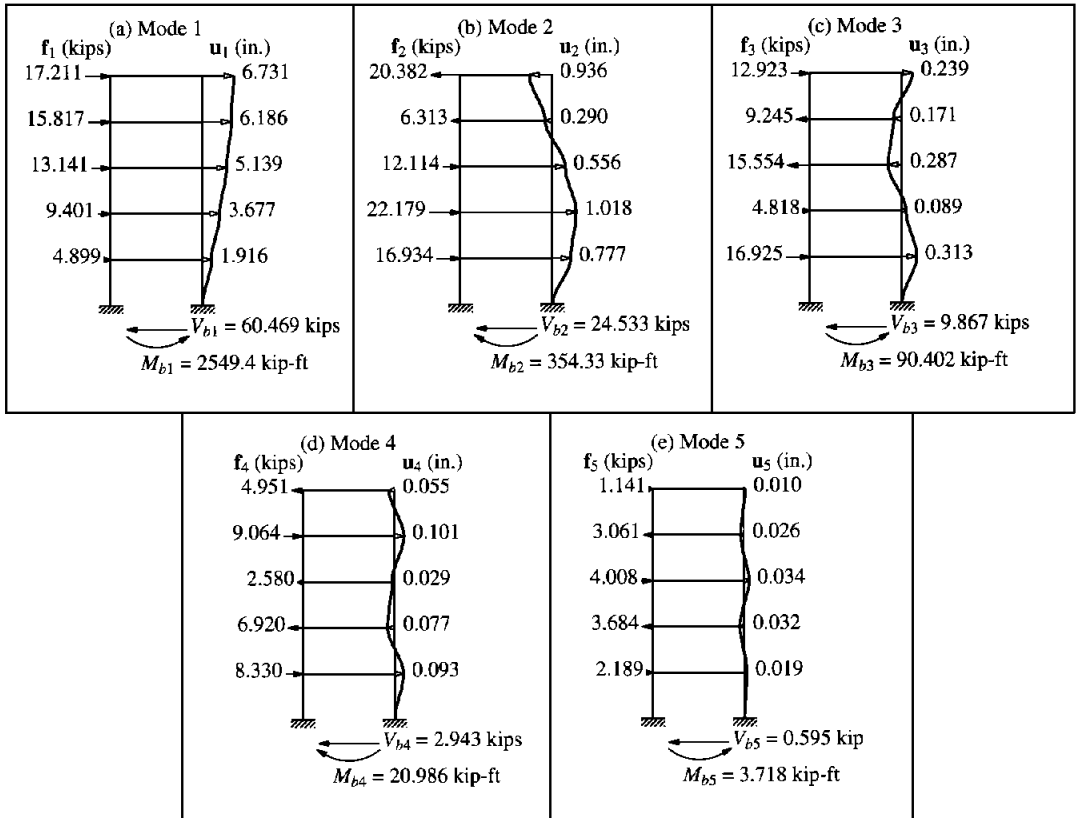 (a) Mode 1
f1 (kips) u1 (in.)
17.211 6.731
15.817 6.186
13.141 5.139
9.401 3.677
4.899 1.916
Vb1 = 60.469 kips
Mb1 = 2549.4 kip-ft
(b) Mode 2
f2 (kips) u2 (in.)
20.382 0.936
6.313 0.290
12.114 0.556
22.179 1.018
16.934 0.777
Vb2 = 24.533 kips
Mb2 = 354.33 kip-ft
(c) Mode 3
f3 (kips) u3 (in.)
12.923 0.239
9.245 0.171
15.554 0.287
4.818 0.089
16.925 0.313
Vb3 = 9.867 kips
Mb3 = 90.402 kip-ft
(d) Mode 4
f4 (kips) u4 (in.)
4.951 0.055
9.064 0.101
2.580 0.029
6.920 0.077
8.330 0.093
Vb4 = 2.943 kips
Mb4 = 20.986 kip-ft
(e) Mode 5
f5 (kips) u5 (in.)
1.141 0.010
3.061 0.026
4.008 0.034
3.684 0.032
2.189 0.019
Vb5 = 0.595 kip
Mb5 = 3.718 kip-ft